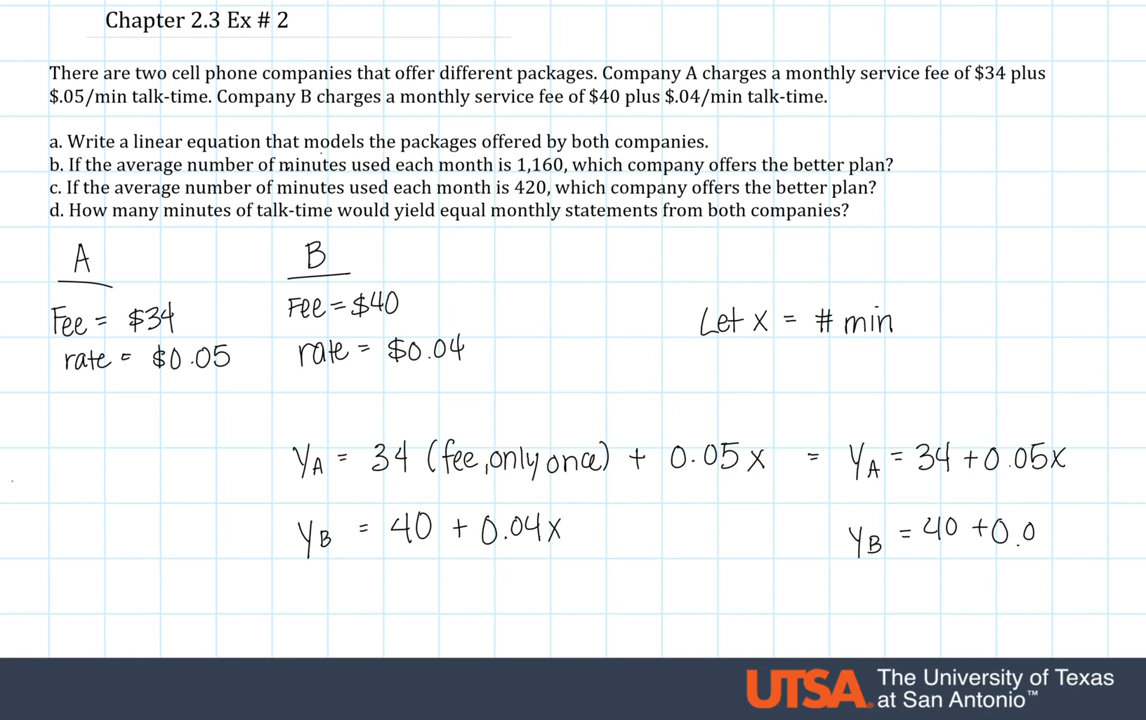 Chapter 2.3 Ex # 2
There are two cell phone companies that offer different packages. Company A charges a monthly service fee of $34 plus
$.05/min talk-time. Company B charges a monthly service fee of $40 plus $.04/min talk-time.
a. Write a linear equation that models the packages offered by both companies.
b. If the average number of minutes used each month is 1,160, which company offers the better plan?
c. If the average number of minutes used each month is 420, which company offers the better plan?
d. How many minutes of talk-time would yield equal monthly statements from both companies?
A
Fee = $34
rate = $0.05
B
Fee = $40
rate = $0.04
Let x = # min
YA = 34 (fee, only once) + 0.05x = YA = 34 + 0.05x
YB = 40 + 0.04x YB = 40 + 0.0
UTSA. The University of Texas
at San Antonio™